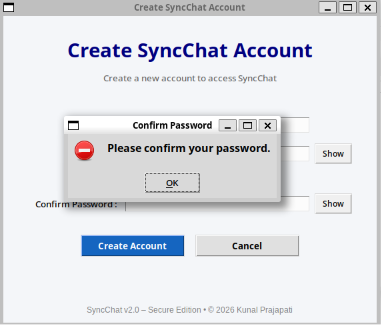 Create SyncChat Account
Create SyncChat Account
Create a new account to access SyncChat
Confirm Password
Please confirm your password.
OK
Show
Confirm Password :
Show
Create Account
Cancel
SyncChat v2.0 – Secure Edition • © 2026 Kunal Prajapati